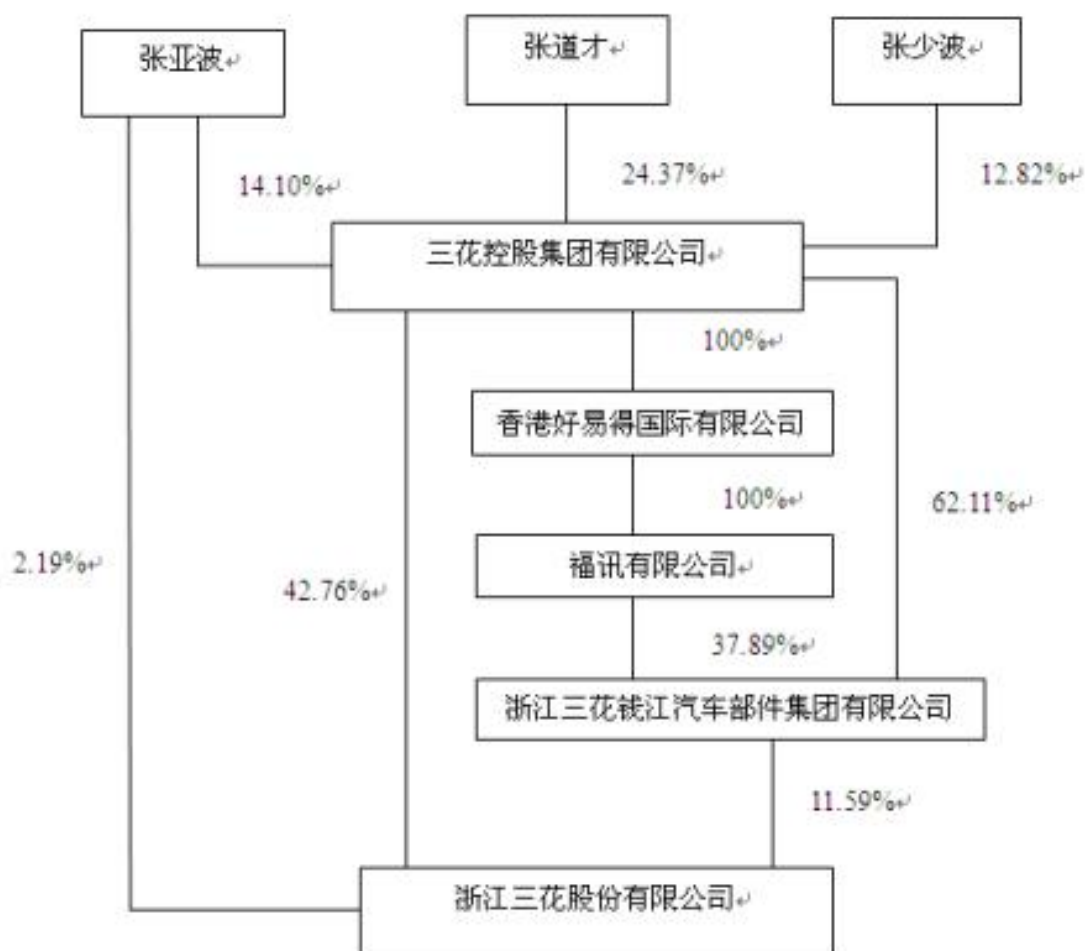 张亚波↵
张道才↵
张少波↵
14.10%↵
24.37%↵
12.82%↵
三花控股集团有限公司↵
100%↵
香港好易得国际有限公司
100%↵
62.11%↵
2.19%↵
42.76%↵
福讯有限公司↵
37.89%↵
浙江三花钱江汽车部件集团有限公司
11.59%↵
浙江三花股份有限公司↵